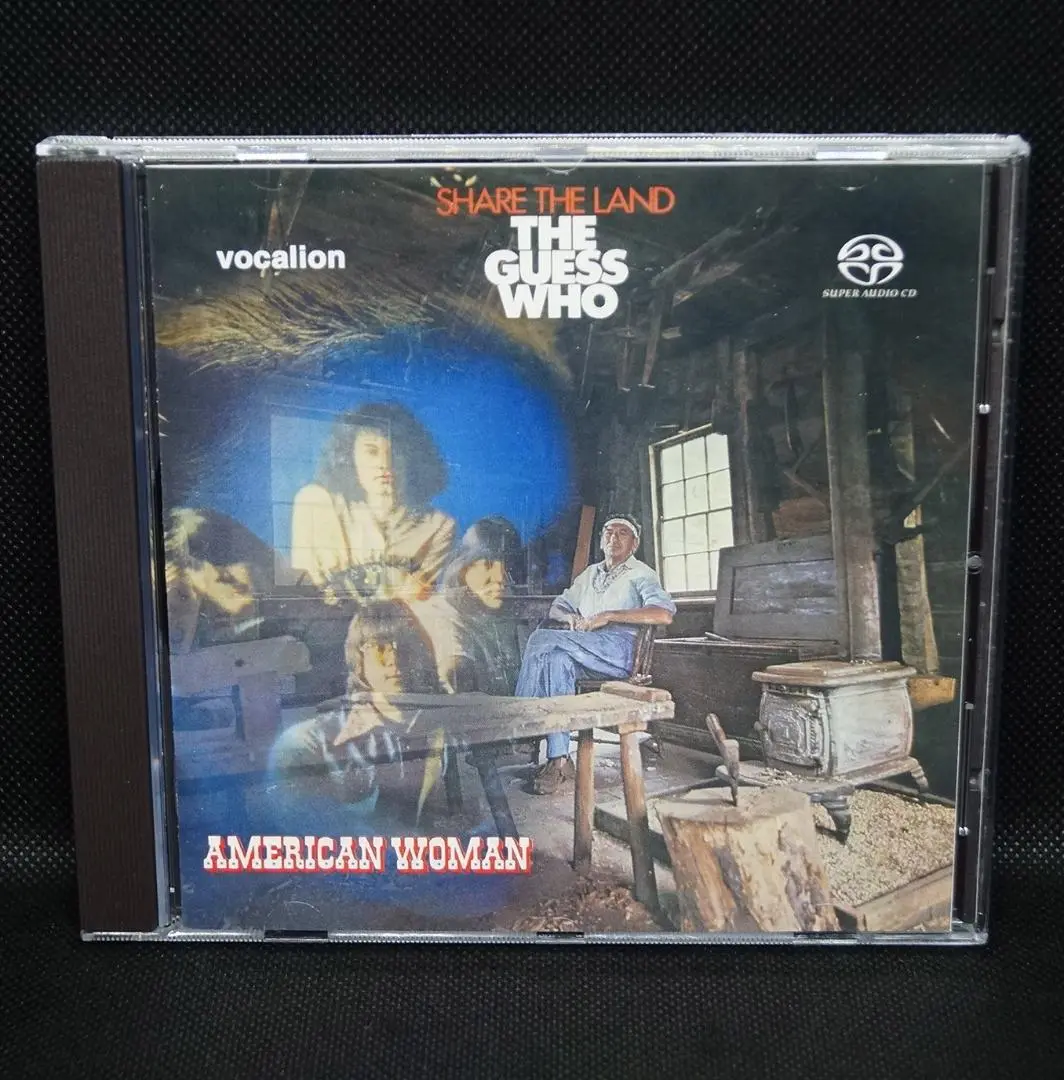 SHARE THE LAND
THE
GUESS
WHO
vocalion
SUPER AUDIO CD
AMERICAN WOMAN